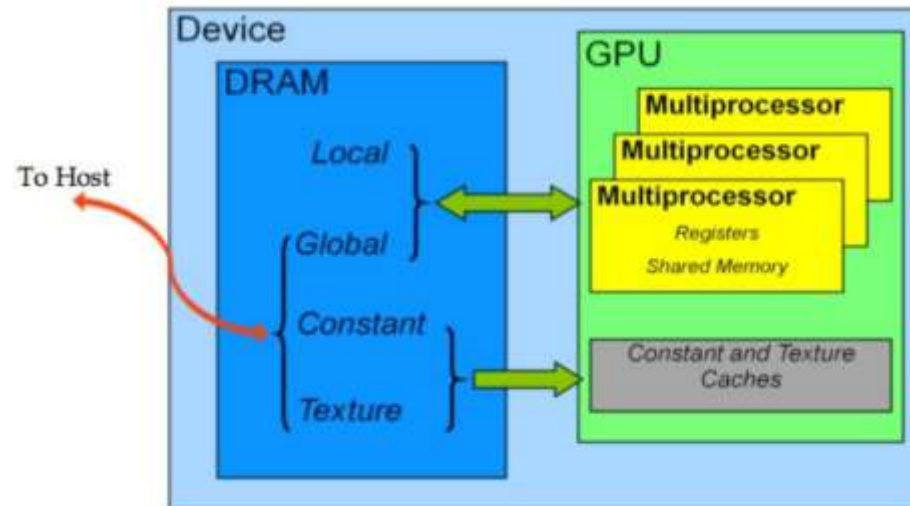 Device
DRAM
GPU
Local
Global
Constant
Texture
To Host
Multiprocessor
Multiprocessor
Multiprocessor
Registers
Shared Memory
Constant and Texture
Caches